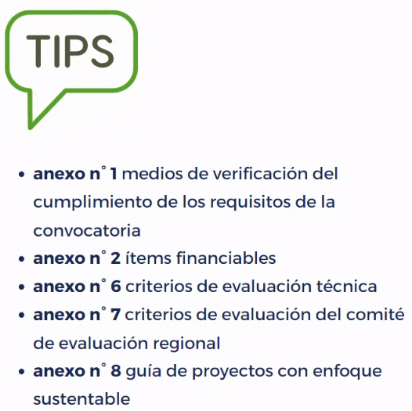 TIPS
• anexo n° 1 medios de verificación del
cumplimiento de los requisitos de la
convocatoria
• anexo n° 2 ítems financiables
• anexo n° 6 criterios de evaluación técnica
• anexo n° 7 criterios de evaluación del comité
de evaluación regional
• anexo n° 8 guía de proyectos con enfoque
sustentable